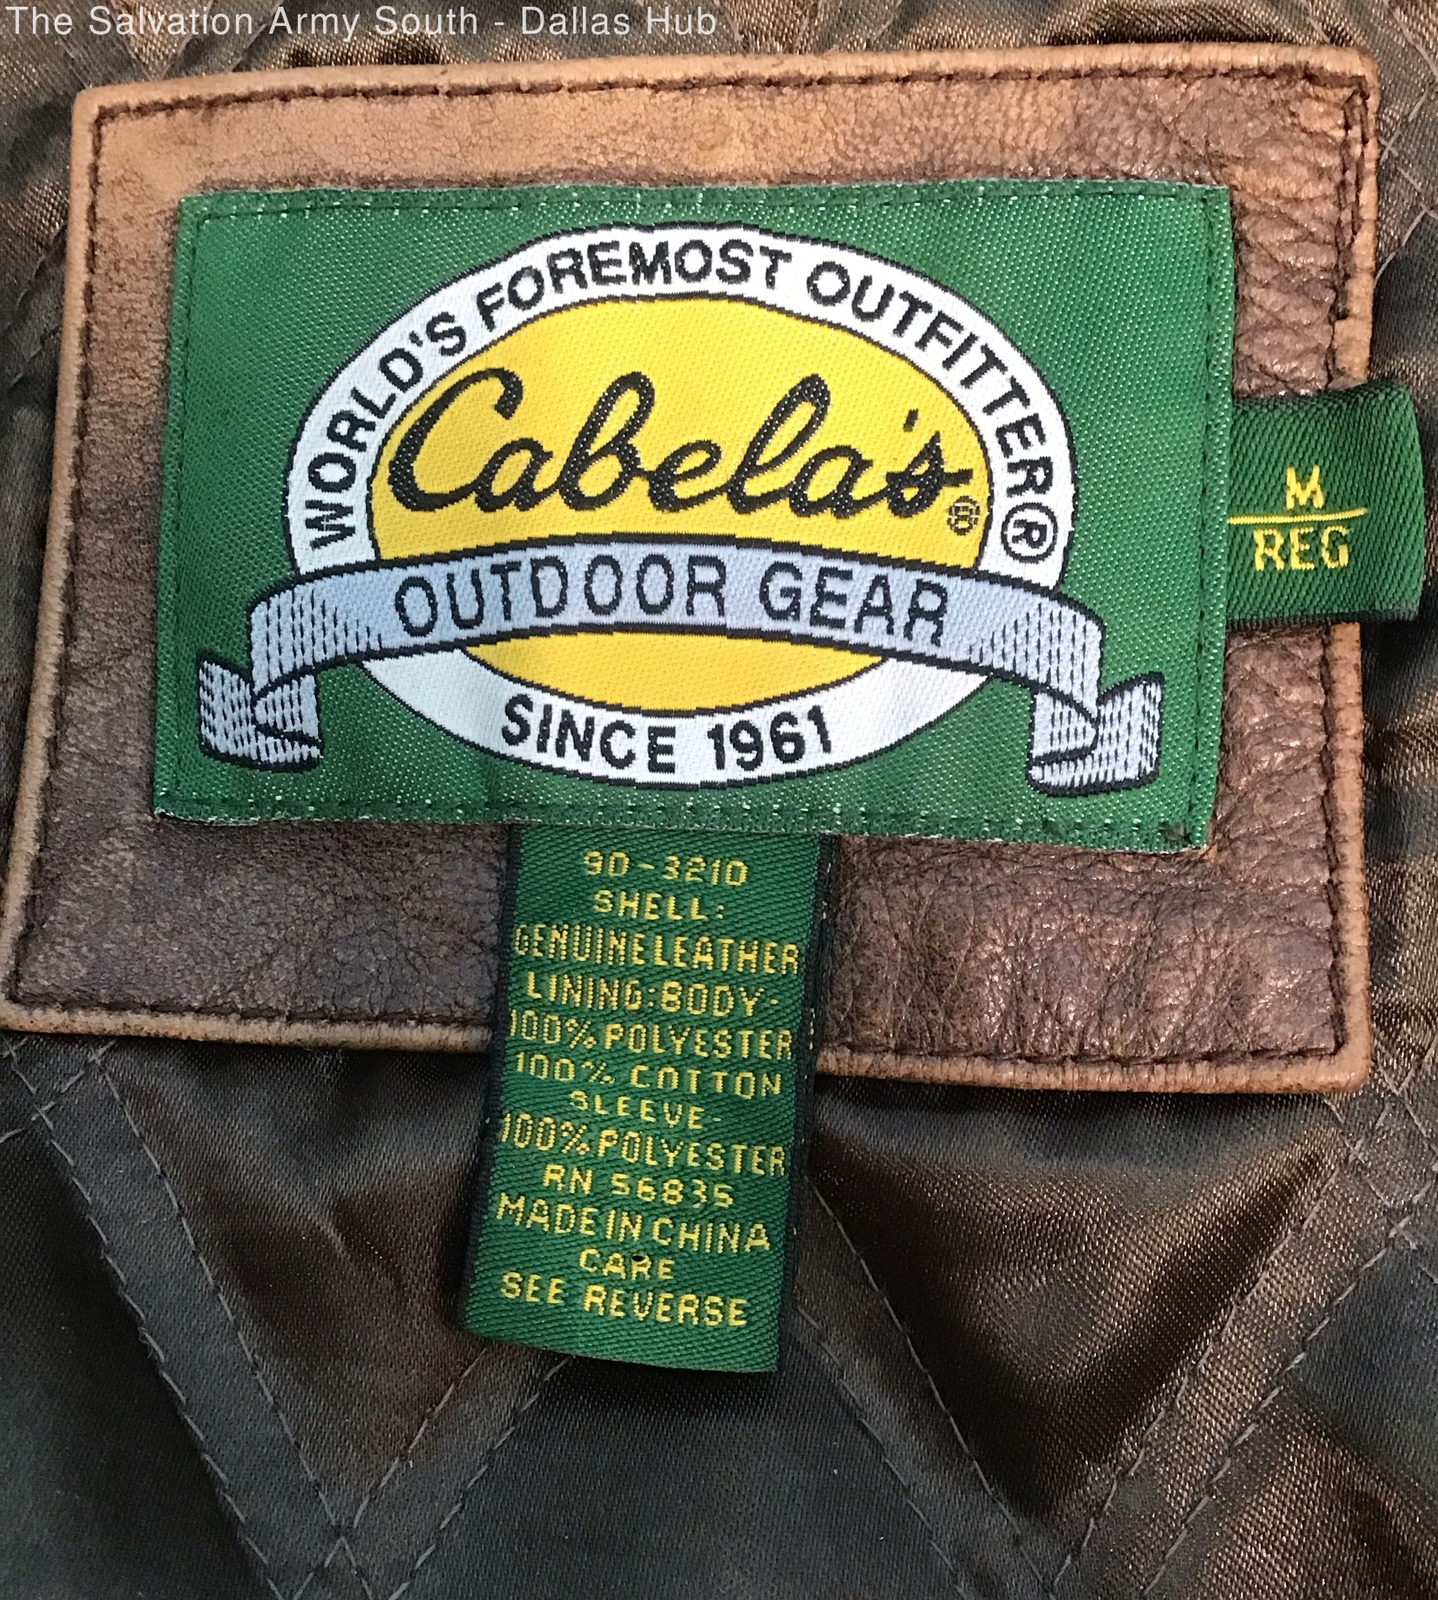 The Salvation Army South - Dallas Hub
WORLD'S FOREMOST OUTFITTER®
Cabela's®
OUTDOOR GEAR
SINCE 1961
M
REG
9D-3210
SHELL:
GENUINE LEATHER
LINING:BODY-
100% POLYESTER
100% COTTON
SLEEVE-
100% POLYESTER
RN 56835
MADE IN CHINA
CARE
SEE REVERSE